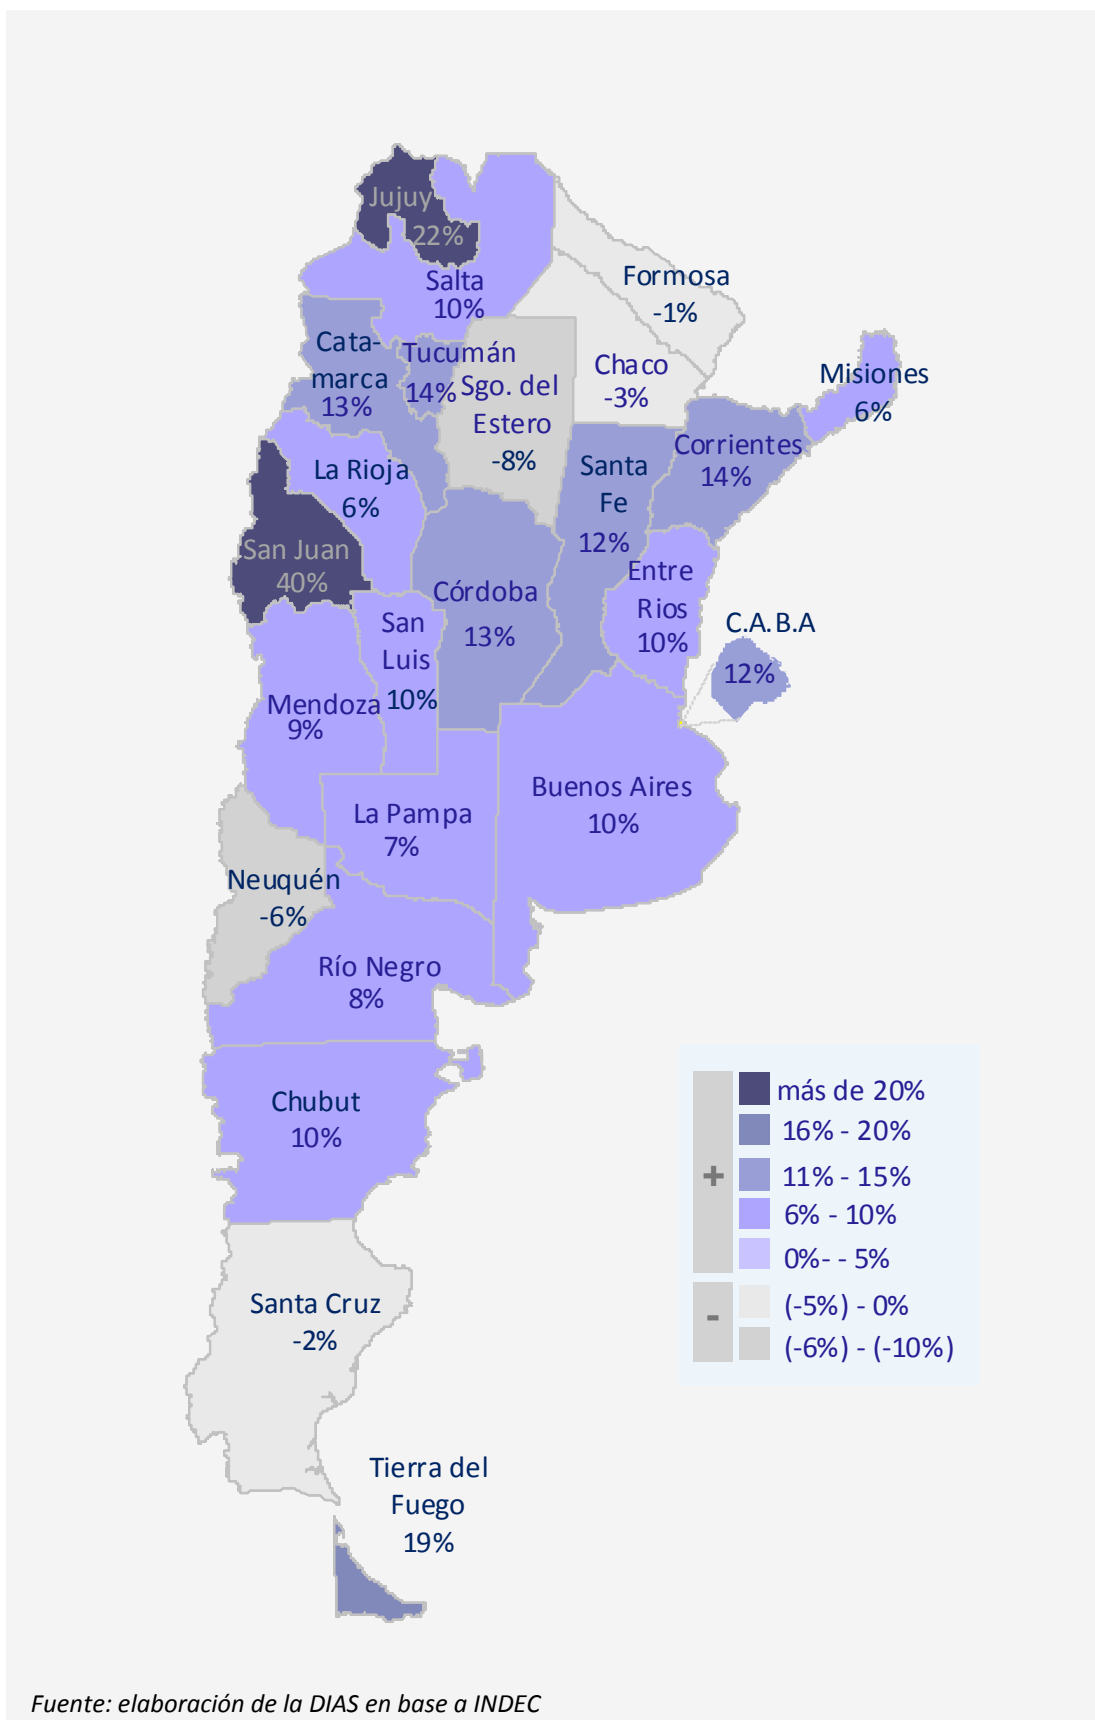 Jujuy
22%
Salta
10%
Formosa
-1%
Cata-
marca
13%
Tucumán
14%
Sgo. del
Estero
-8%
Chaco
-3%
Misiones
6%
Corrientes
14%
La Rioja
6%
Santa
Fe
12%
San Juan
40%
Córdoba
13%
Entre
Rios
10%
San
Luis
10%
C.A.B.A
12%
Mendoza
9%
Buenos Aires
10%
La Pampa
7%
Neuquén
-6%
Río Negro
8%
Chubut
10%
Santa Cruz
-2%
Tierra del
Fuego
19%
+
más de 20%
16% - 20%
11% - 15%
6% - 10%
0%- - 5%
-
(-5%) - 0%
(-6%) - (-10%)
Fuente: elaboración de la DIAS en base a INDEC